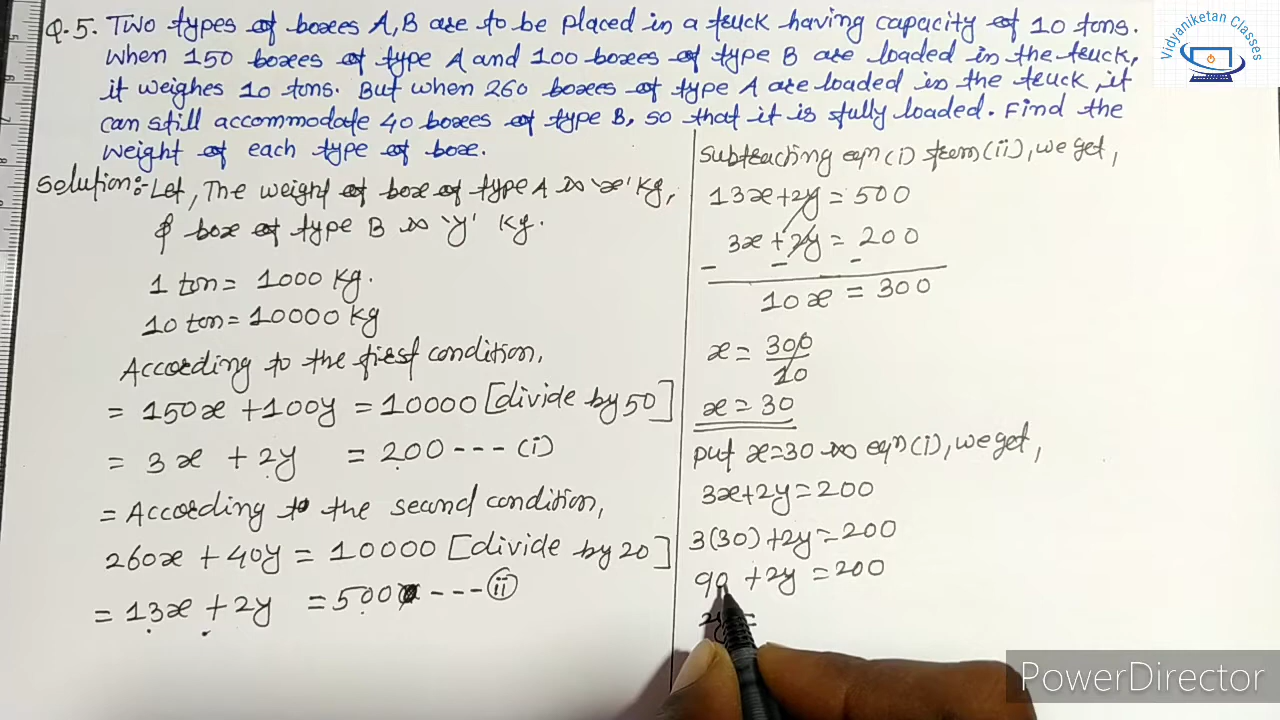 Q.5. Two types of boxes A, B are to be placed in a truck having capacity of 10 tons.
When 150 boxes of type A and 100 boxes of type B are loaded in the truck,
it weighes 10 tons. But when 260 boxes of type A are loaded in the truck, it
can still accommodate 40 boxes of type B, so that it is fully loaded. Find the
weight of each type of box.
Solution:- Let, The weight of box of type A is 'x' kg,
& box of type B is 'y' kg.
1 ton = 1000 kg.
10 ton = 10000 kg
According to the first condition,
= 150x + 100y = 10000 [divide by 50]
= 3x + 2y = 200 --- (i)
= According to the second condition,
260x + 40y = 10000 [divide by 20]
= 13x + 2y = 500 --- (ii)
Subtracting eqn (i) from (ii), we get,
13x + 2y = 500
3x + 2y = 200
- - -
10x = 300
x = 300
10
x = 30
put x = 30 in eqn (i), we get,
3x + 2y = 200
3(30) + 2y = 200
90 + 2y = 200
=
Vidyaniketan Classes
PowerDirector